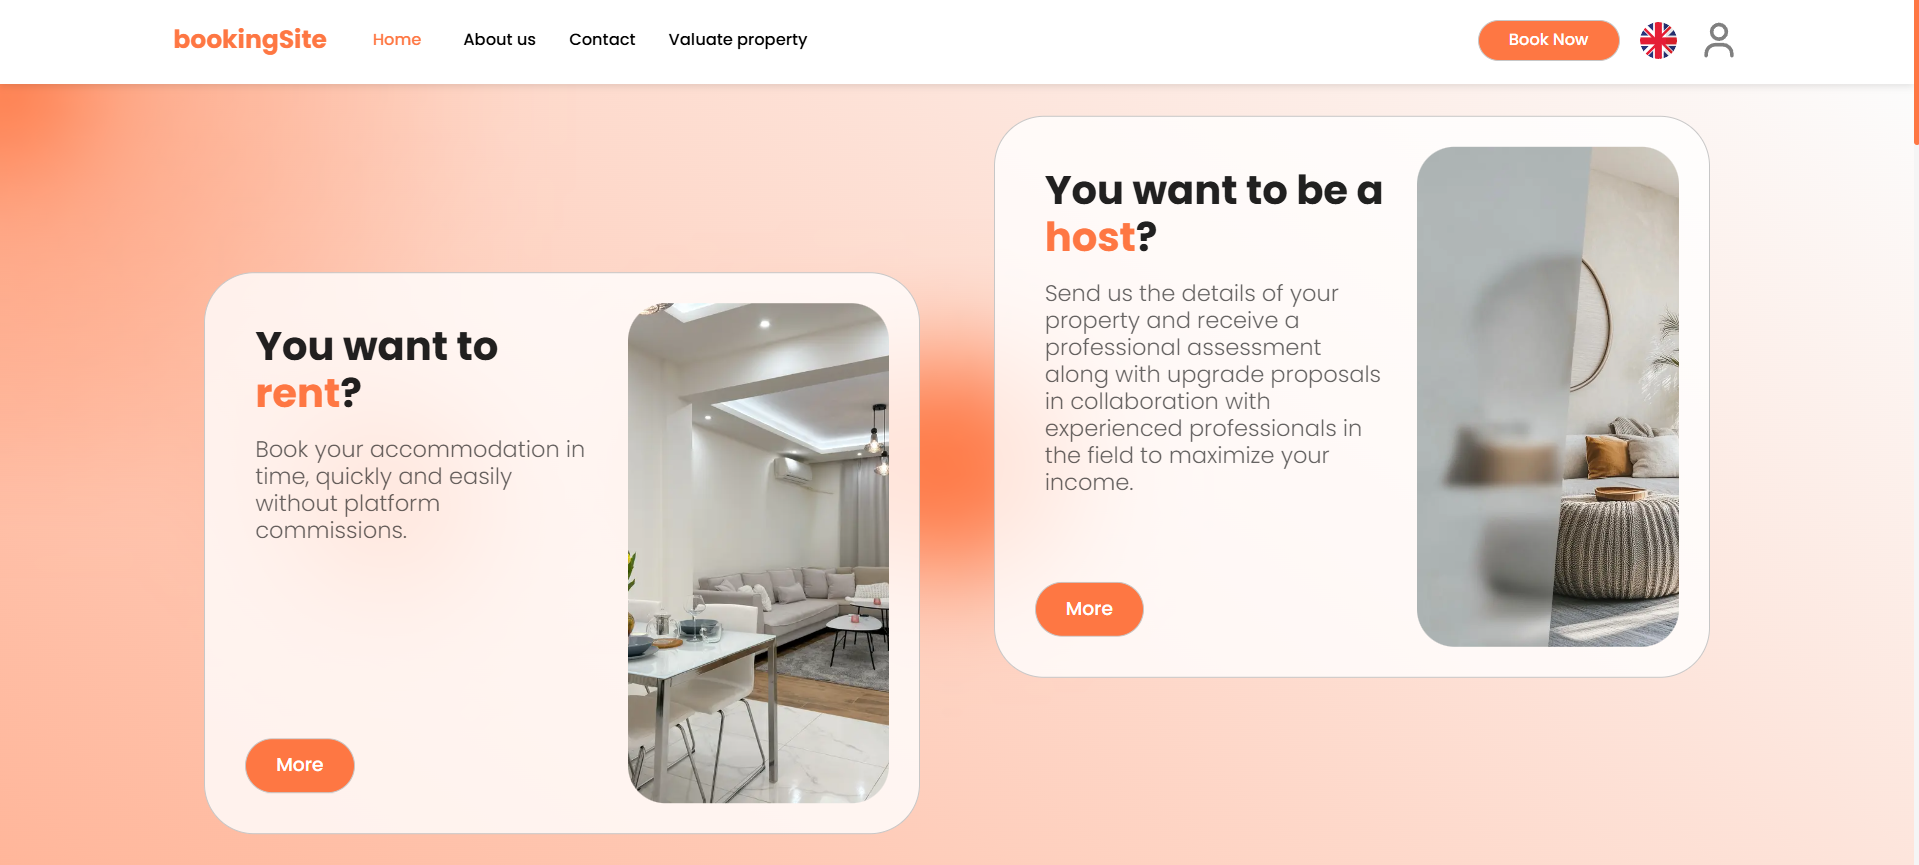 bookingSite
Home
About us
Contact
Valuate property
Book Now
You want to
rent?
Book your accommodation in
time, quickly and easily
without platform
commissions.
More
You want to be a
host?
Send us the details of your
property and receive a
professional assessment
along with upgrade proposals
in collaboration with
experienced professionals in
the field to maximize your
income.
More